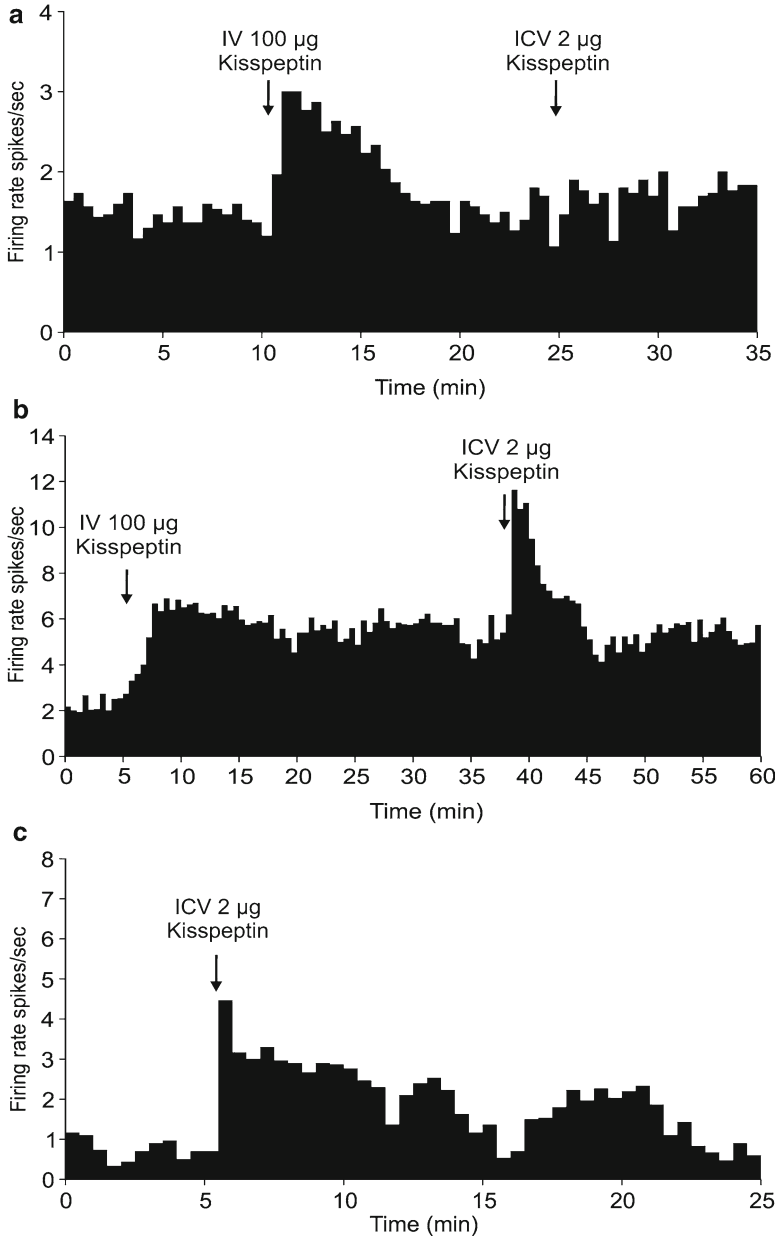 a
4
3
2
1
0
Firing rate spikes/sec
IV 100 µg
Kisspeptin
ICV 2 µg
Kisspeptin
0 5 10 15 20 25 30 35
Time (min)
b
14
12
10
8
6
4
2
0
Firing rate spikes/sec
IV 100 µg
Kisspeptin
ICV 2 µg
Kisspeptin
0 5 10 15 20 25 30 35 40 45 50 55 60
Time (min)
c
8
7
6
5
4
3
2
1
0
Firing rate spikes/sec
ICV 2 µg
Kisspeptin
0 5 10 15 20 25
Time (min)